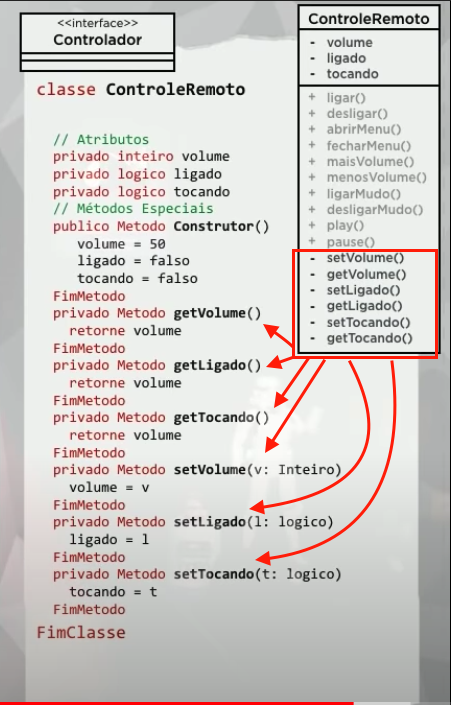 <<interface>>
Controlador
ControleRemoto
- volume
- ligado
- tocando
+ ligar()
+ desligar()
+ abrirMenu()
+ fecharMenu()
+ maisVolume()
+ menosVolume()
+ ligarMudo()
+ desligarMudo()
+ play()
+ pause()
- setVolume()
- getVolume()
- setLigado()
- getLigado()
- setTocando()
- getTocando()
classe ControleRemoto
// Atributos
privado inteiro volume
privado logico ligado
privado logico tocando
// Métodos Especiais
publico Metodo Construtor()
volume = 50
ligado = falso
tocando = falso
FimMetodo
privado Metodo getVolume()
retorne volume
FimMetodo
privado Metodo getLigado()
retorne volume
FimMetodo
privado Metodo getTocando()
retorne volume
FimMetodo
privado Metodo setVolume(v: Inteiro)
volume = v
FimMetodo
privado Metodo setLigado(l: logico)
ligado = l
FimMetodo
privado Metodo setTocando(t: logico)
tocando = t
FimMetodo
FimClasse